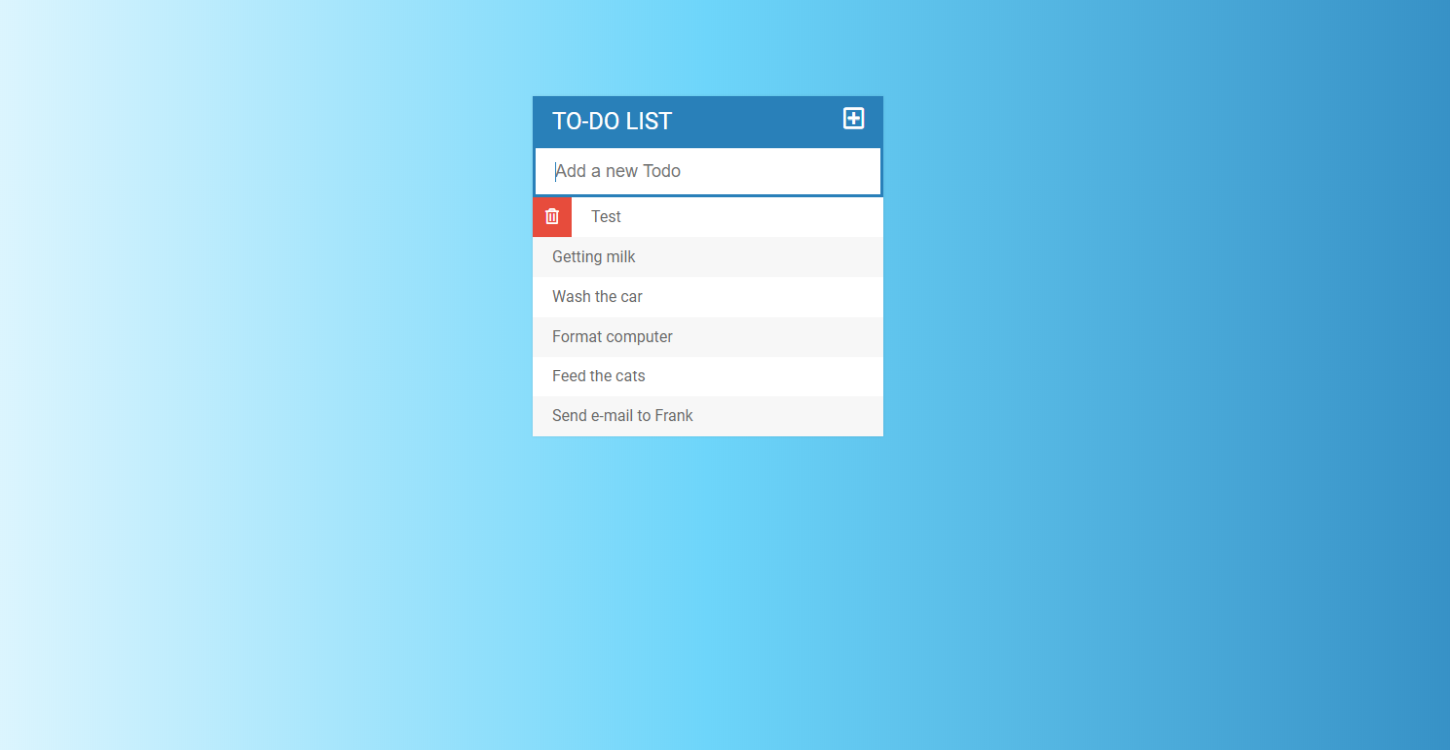 TO-DO LIST
Add a new Todo
Test
Getting milk
Wash the car
Format computer
Feed the cats
Send e-mail to Frank